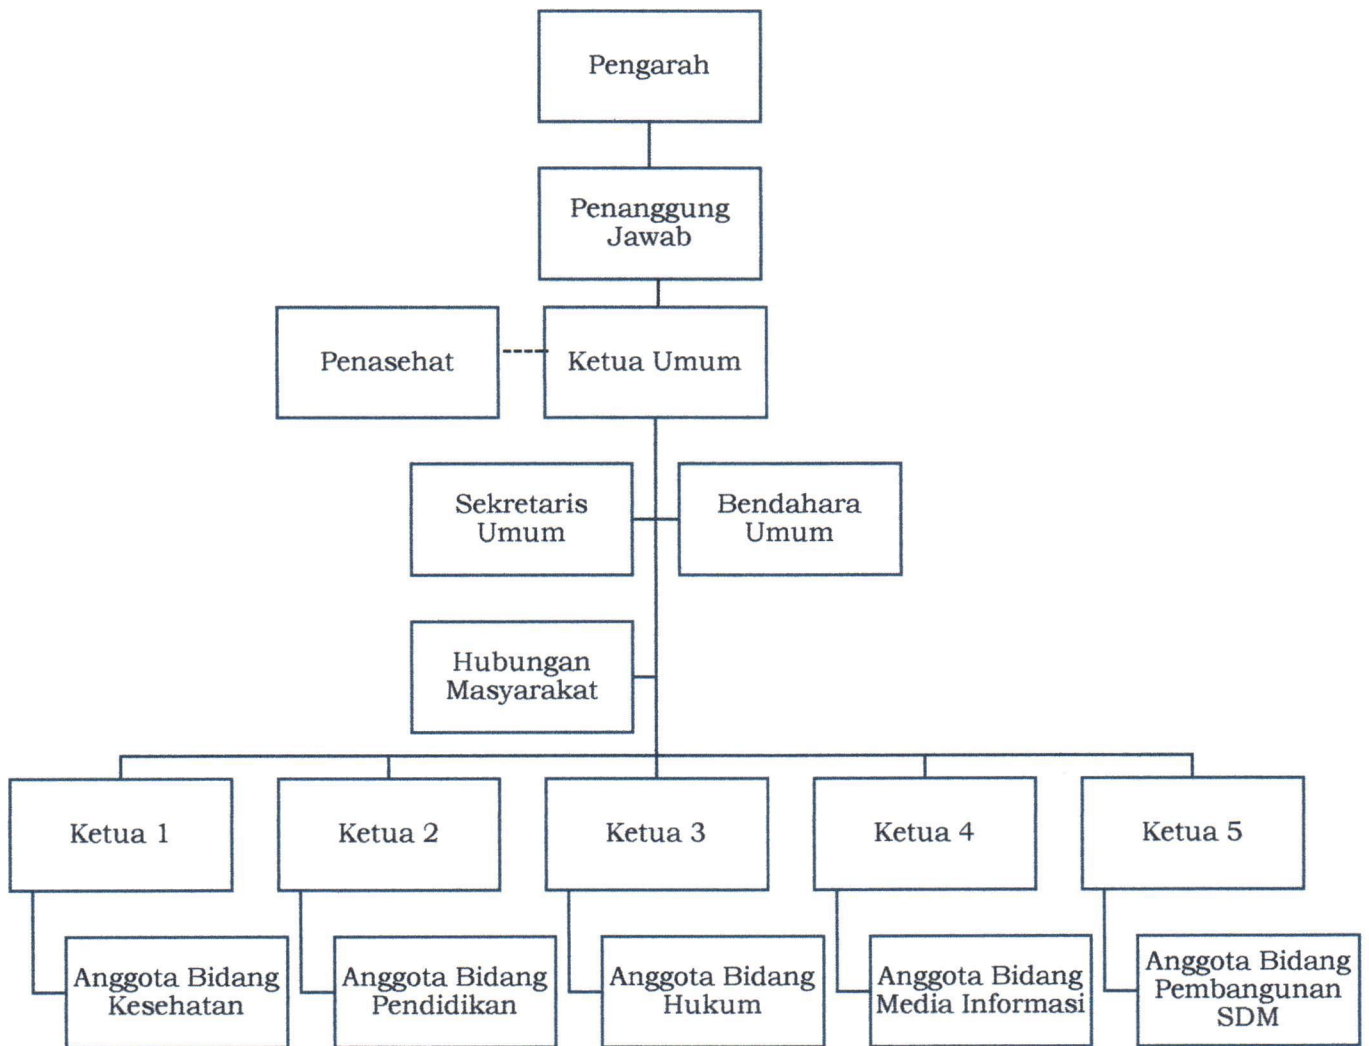 Pengarah
Penanggung
Jawab
Penasehat
Ketua Umum
Sekretaris
Umum
Bendahara
Umum
Hubungan
Masyarakat
Ketua 1
Ketua 2
Ketua 3
Ketua 4
Ketua 5
Anggota Bidang
Kesehatan
Anggota Bidang
Pendidikan
Anggota Bidang
Hukum
Anggota Bidang
Media Informasi
Anggota Bidang
Pembangunan
SDM